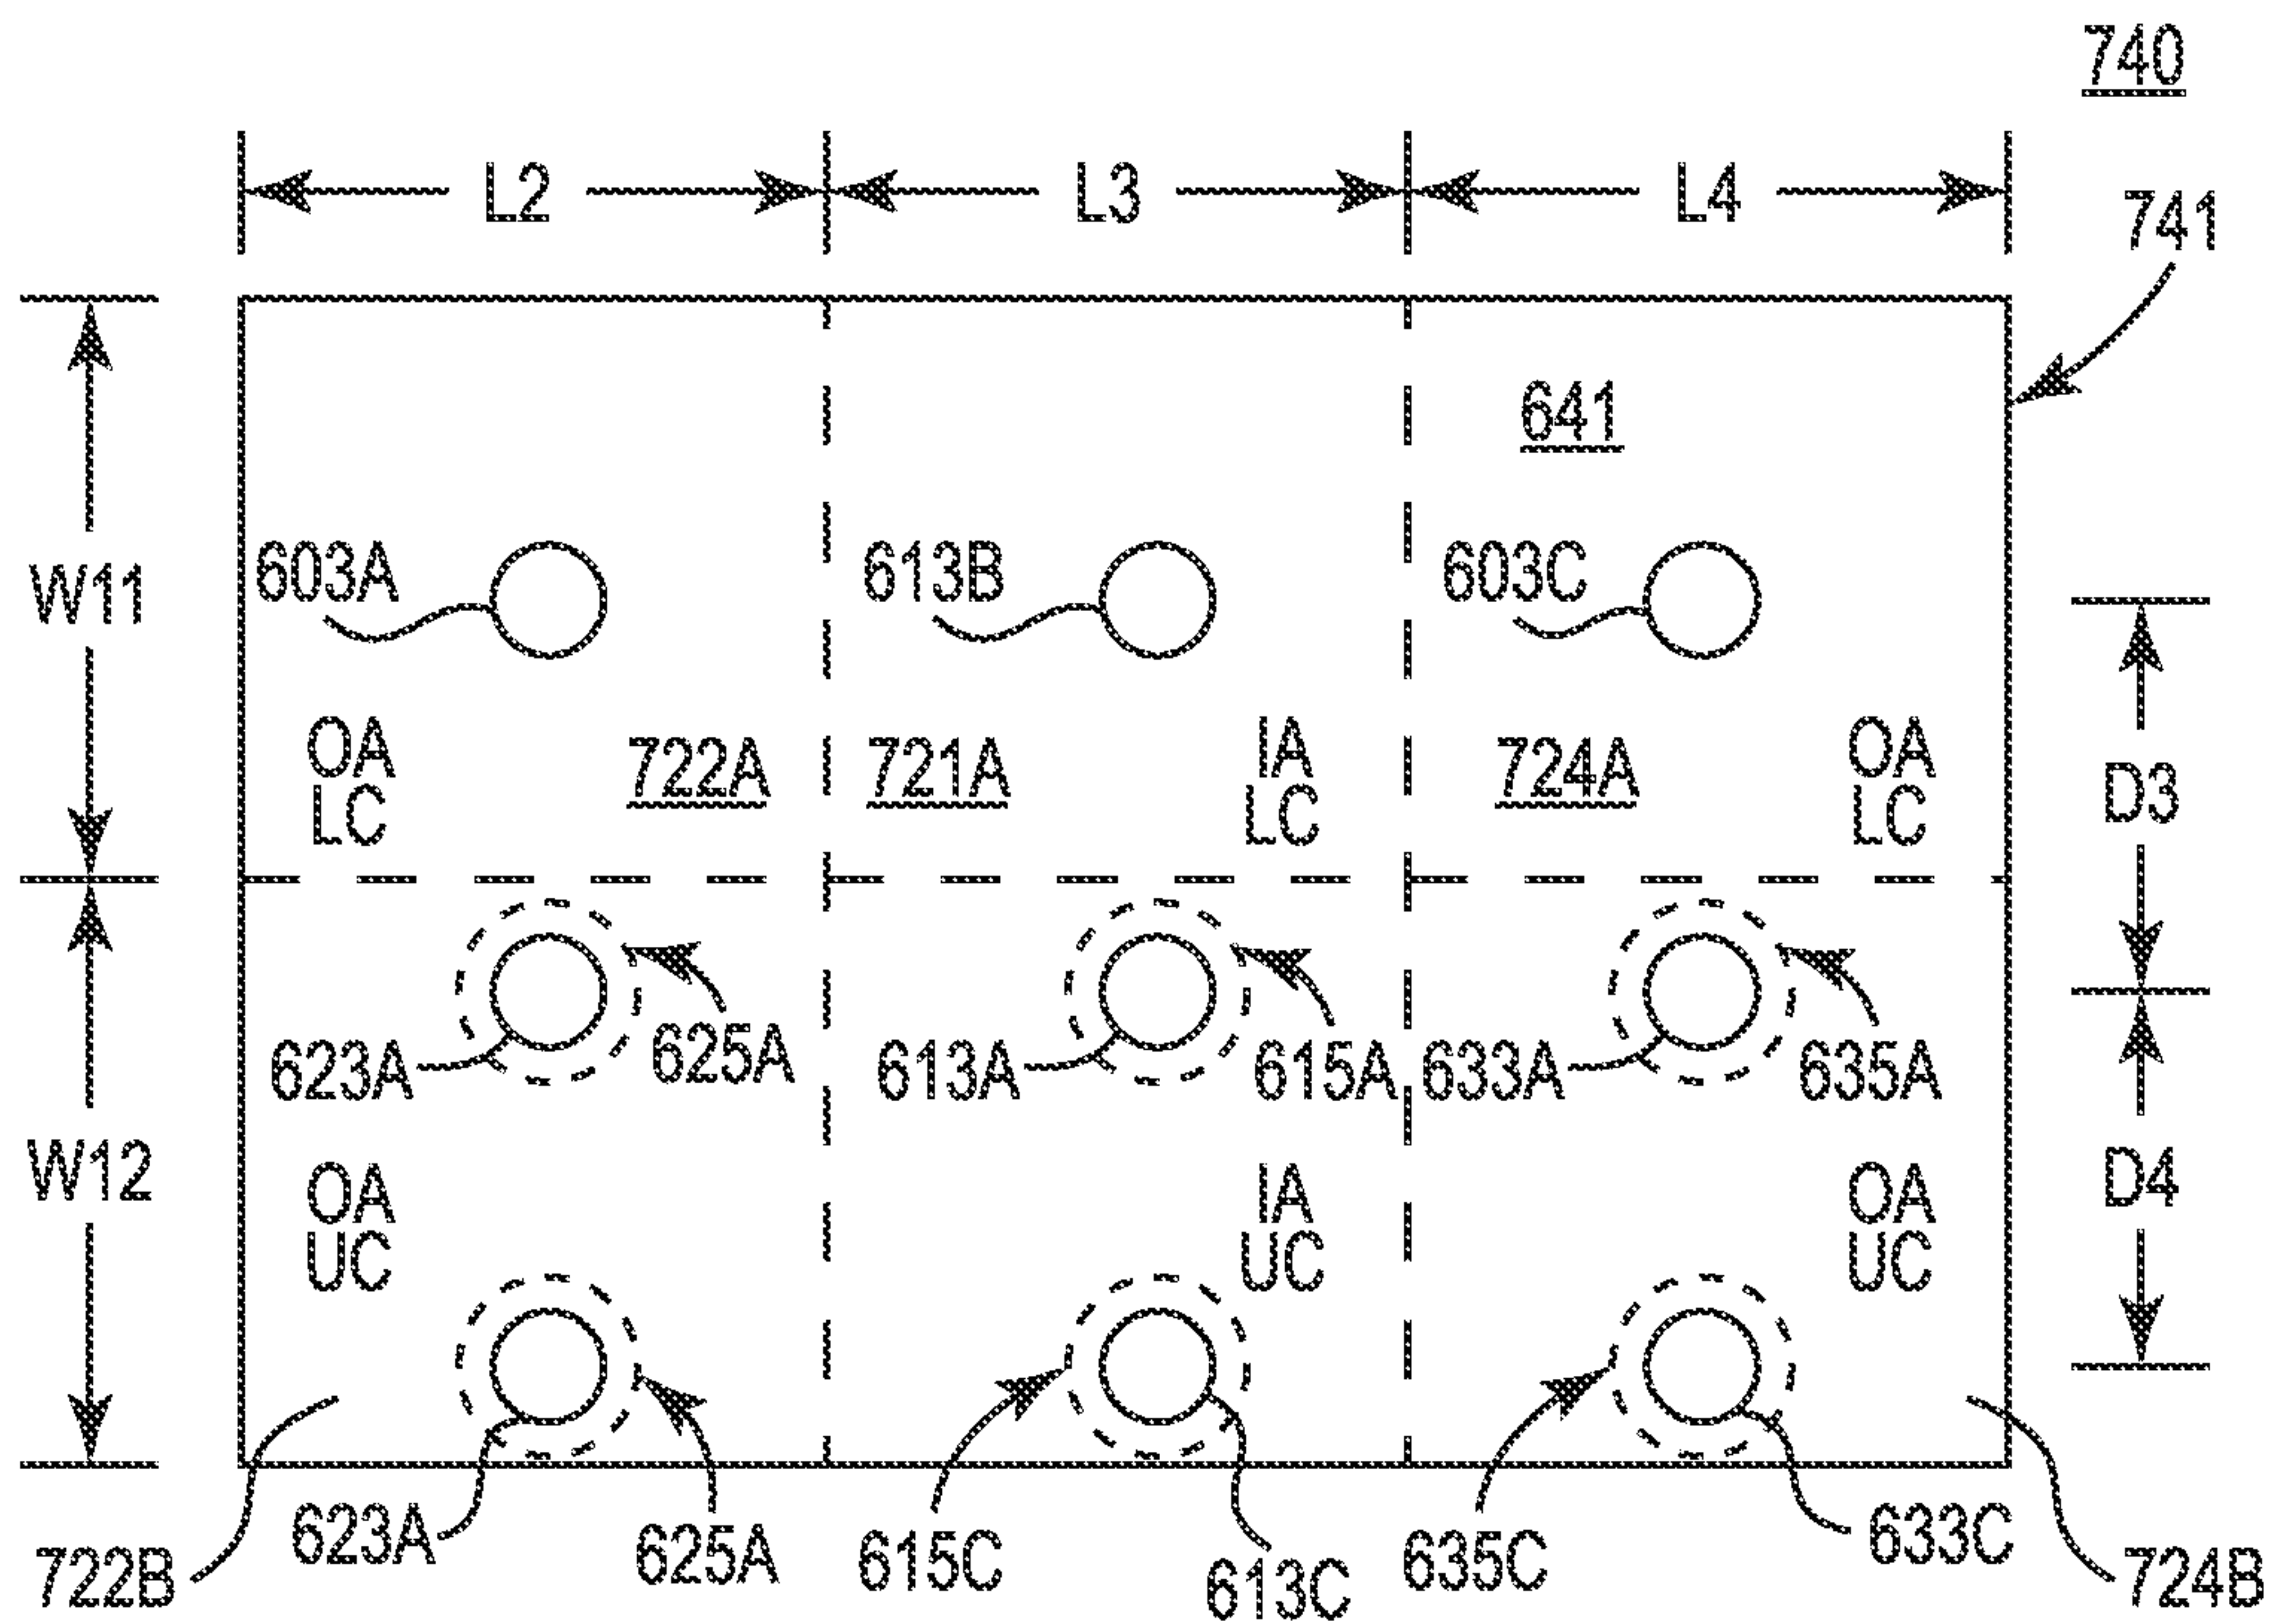 740
L2 L3 L4
741
641
W11 603A 613B 603C
OA IA OA
722A 721A 724A D3
LC LC LC
623A 625A 613A 615A 633A 635A
W12 OA IA OA D4
UC UC UC
623A 625A 615C 613C 635C 633C
722B 724B